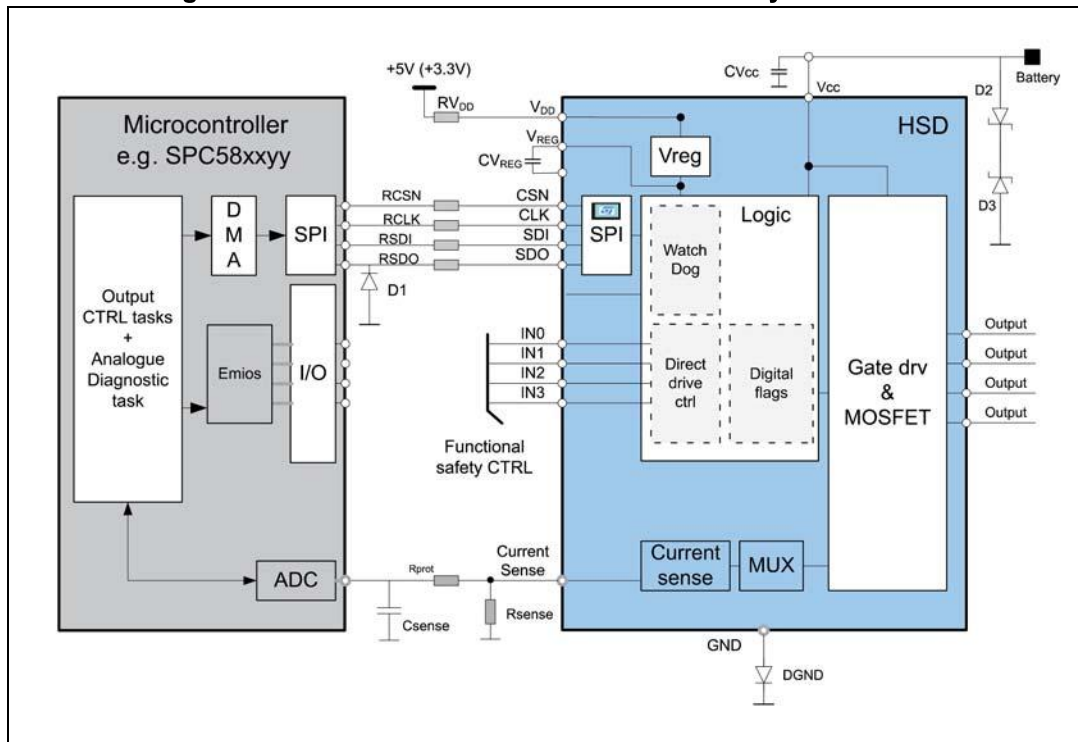 +5V (+3.3V)
CVcc
Vcc
Battery
D2
D3
RVDD
VDD
VREG
CVREG
Vreg
HSD
Microcontroller
e.g. SPC58xxyy
D
M
A
SPI
RCSN
RCLK
RSDI
RSDO
CSN
CLK
SDI
SDO
SPI
D1
Logic
Watch
Dog
Output
CTRL tasks
+
Analogue
Diagnostic
task
Emios
I/O
IN0
IN1
IN2
IN3
Functional
safety CTRL
Direct
drive
ctrl
Digital
flags
Gate drv
&
MOSFET
Output
Output
Output
Output
ADC
Rprot
Csense
Rsense
Current
Sense
Current
sense
MUX
GND
DGND